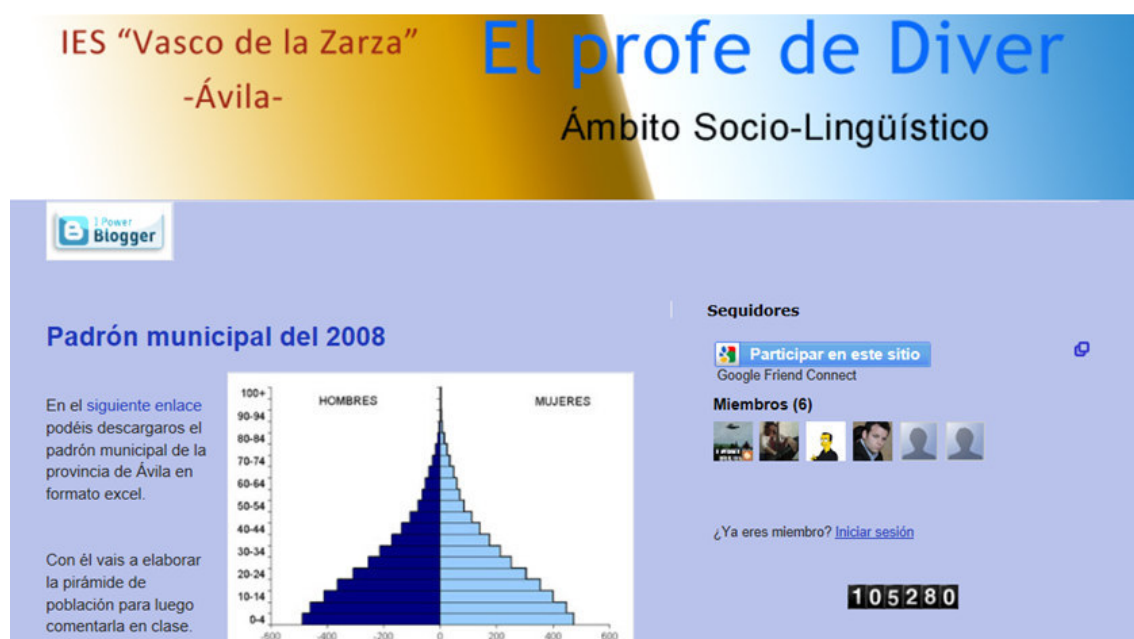 IES “Vasco de la Zarza”
-Ávila-
El profe de Diver
Ámbito Socio-Lingüístico
I Power
Blogger
Padrón municipal del 2008
En el siguiente enlace
podéis descargaros el
padrón municipal de la
provincia de Ávila en
formato excel.
Con él vais a elaborar
la pirámide de
población para luego
comentarla en clase.
HOMBRES
MUJERES
100+
90-94
80-84
70-74
60-64
50-54
40-44
30-34
20-24
10-14
0-4
-600 -400 -200 0 200 400 600
Seguidores
Participar en este sitio
Google Friend Connect
Miembros (6)
¿Ya eres miembro? Iniciar sesión
105280